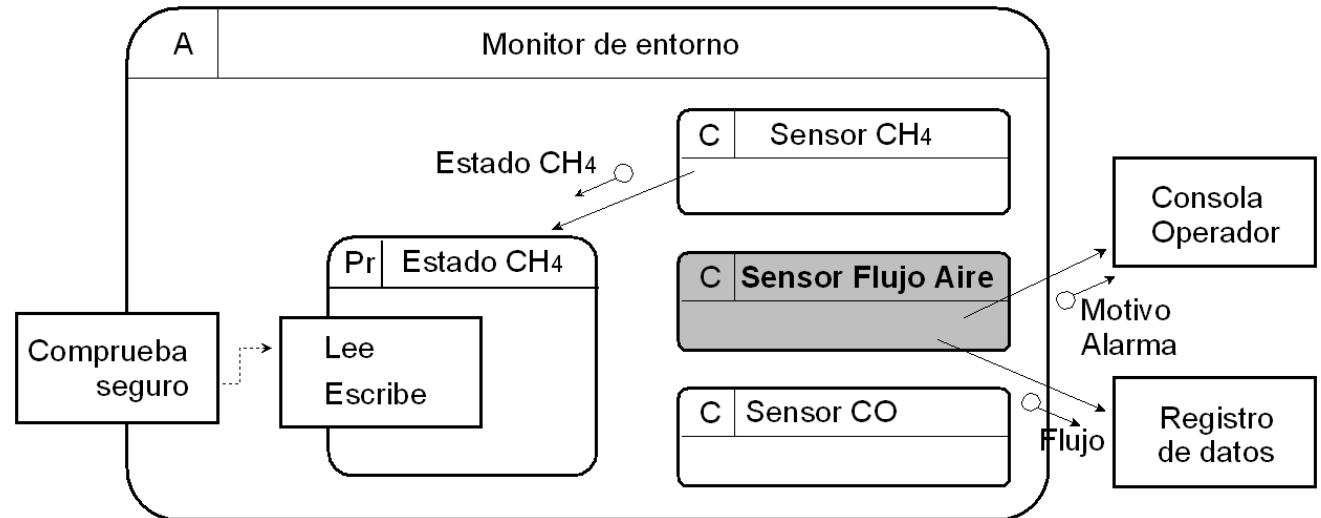 A
Monitor de entorno
C
Sensor CH4
Estado CH4
Consola
Operador
Pr
Estado CH4
C
Sensor Flujo Aire
Motivo
Alarma
Comprueba
seguro
Lee
Escribe
C
Sensor CO
Flujo
Registro
de datos